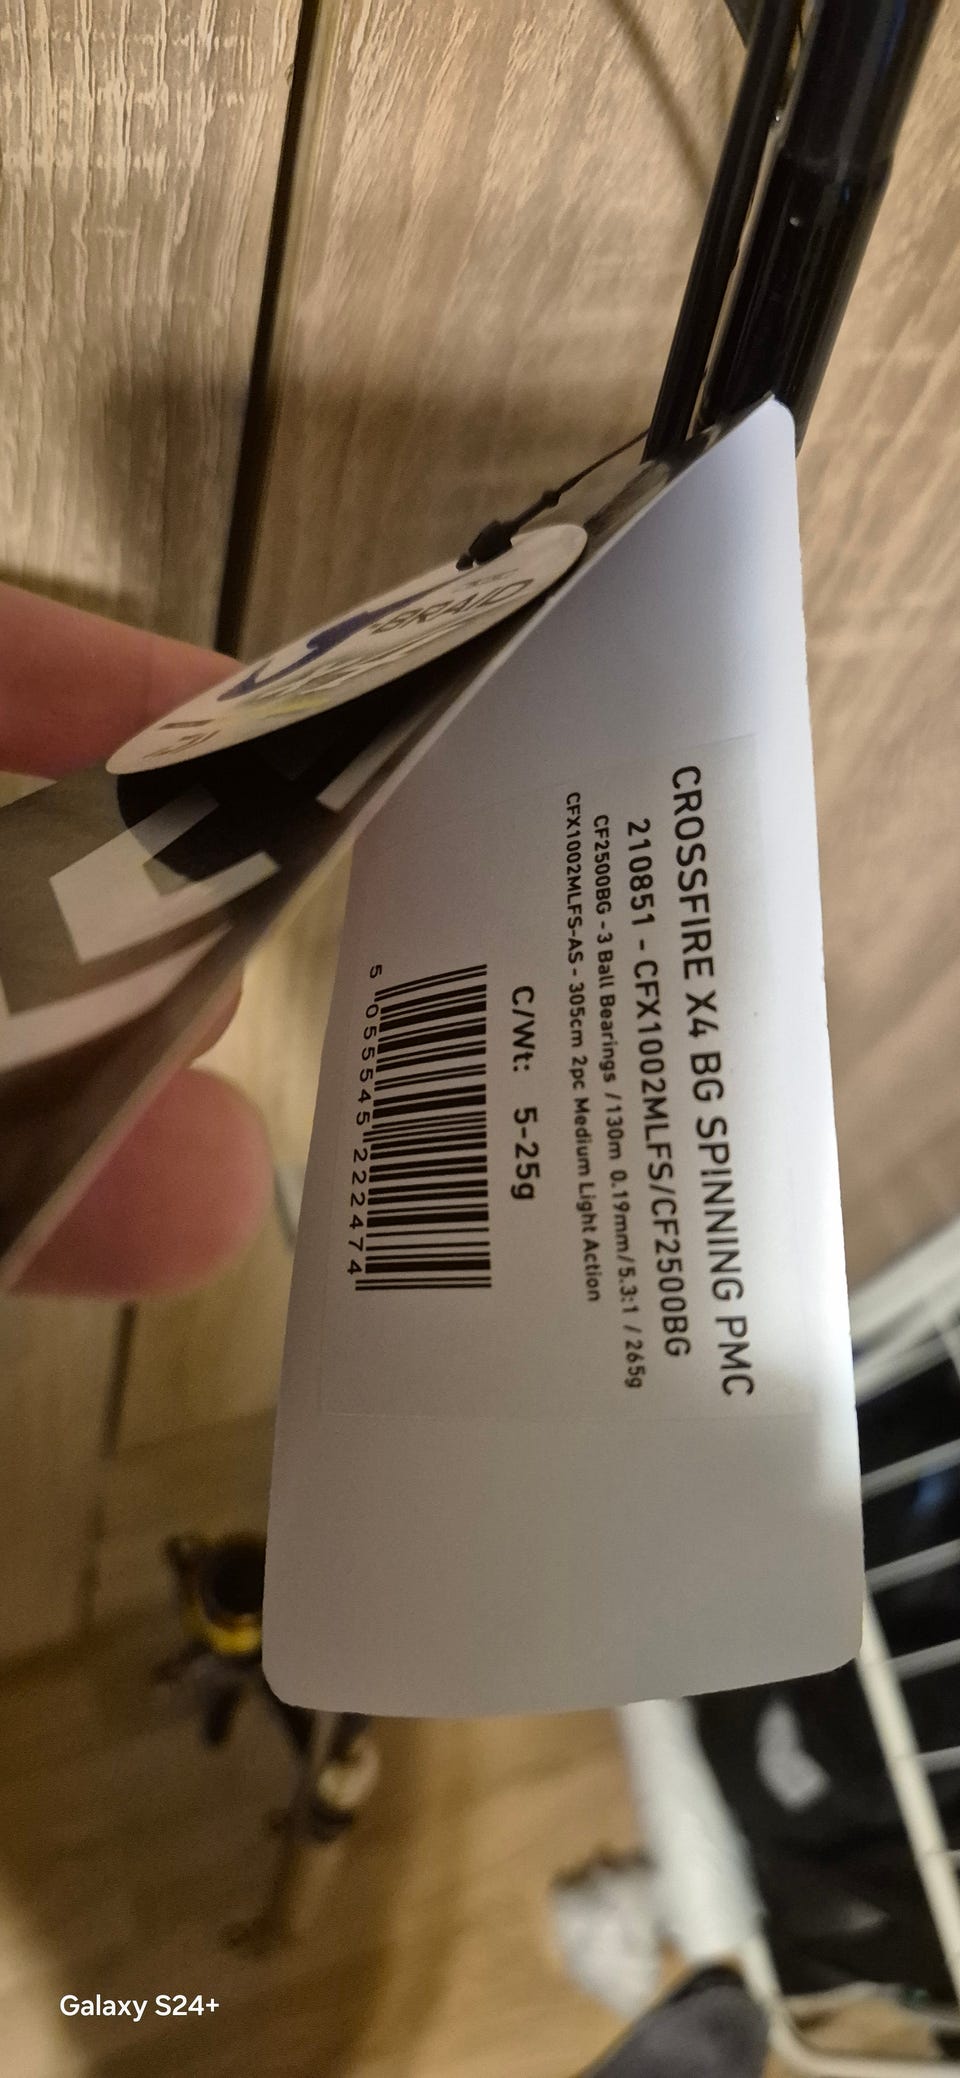 CROSSFIRE X4 BG SPINNING PMC
210851 - CFX1002MLFS/CF2500BG
CF2500BG - 3 Ball Bearings / 130m 0.19mm/5.3:1 / 265g
CFX1002MLFS-AS - 305cm 2pc Medium Light Action
C/Wt: 5-25g
5 055545 222474
BRAID
Galaxy S24+